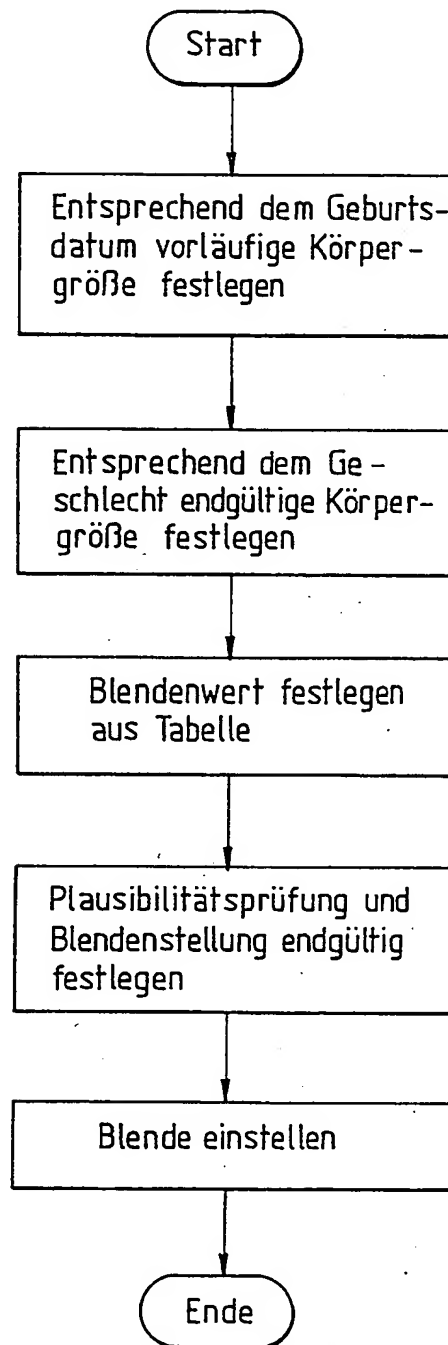 Start
Entsprechend dem Geburts-
datum vorläufige Körper-
größe festlegen
Entsprechend dem Ge-
schlecht endgültige Körper-
größe festlegen
Blendenwert festlegen
aus Tabelle
Plausibilitätsprüfung und
Blendenstellung endgültig
festlegen
Blende einstellen
Ende